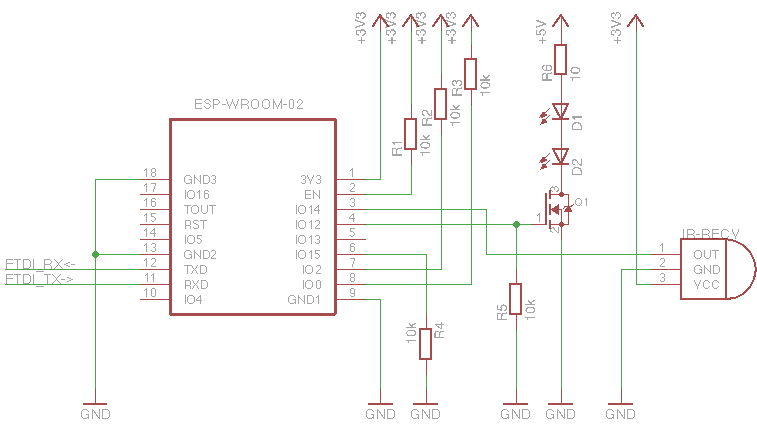 +3V3 +3V3 +3V3 +3V3 +5V +3V3
R6 10
R3 10k
R2 10k
R1 10k
D1
D2
ESP-WROOM-02
18 GND3 3V3 1
17 IO16 EN 2
16 TOUT IO14 3
15 RST IO12 4
14 IO5 IO13 5
13 GND2 IO15 6
12 TXD IO2 7
11 RXD IO0 8
10 IO4 GND1 9
FTDI_RX<-
FTDI_TX->
3
Q1
1
2
IR-RECV
1 OUT
2 GND
3 VCC
R5 10k
10k R4
GND GND GND GND GND GND